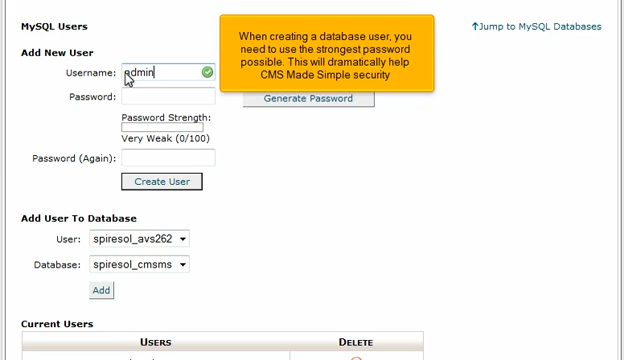 MySQL Users
↑Jump to MySQL Databases
When creating a database user, you
need to use the strongest password
possible. This will dramatically help
CMS Made Simple security
Add New User
Username: admin
Password:
Generate Password
Password Strength:
Very Weak (0/100)
Password (Again):
Create User
Add User To Database
User: spiresol_avs262
Database: spiresol_cmsms
Add
Current Users
USERS DELETE